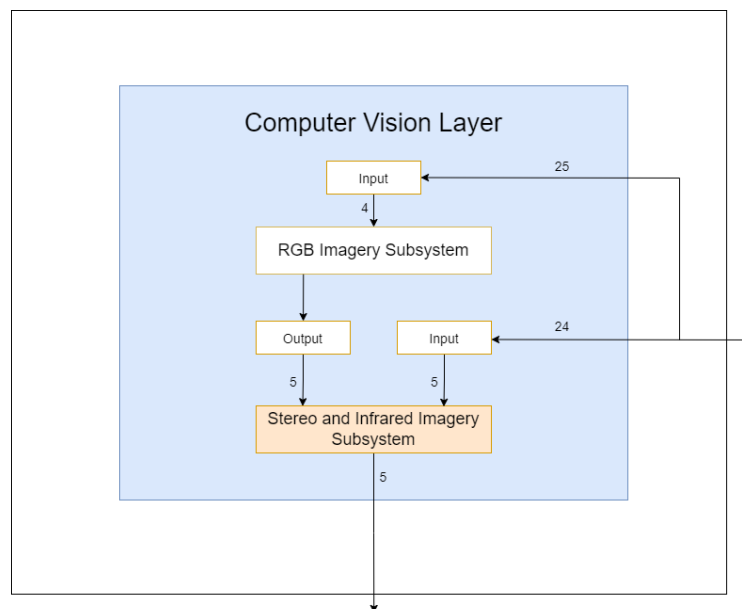 Computer Vision Layer
25
Input
4
RGB Imagery Subsystem
24
Output
Input
5
5
Stereo and Infrared Imagery
Subsystem
5